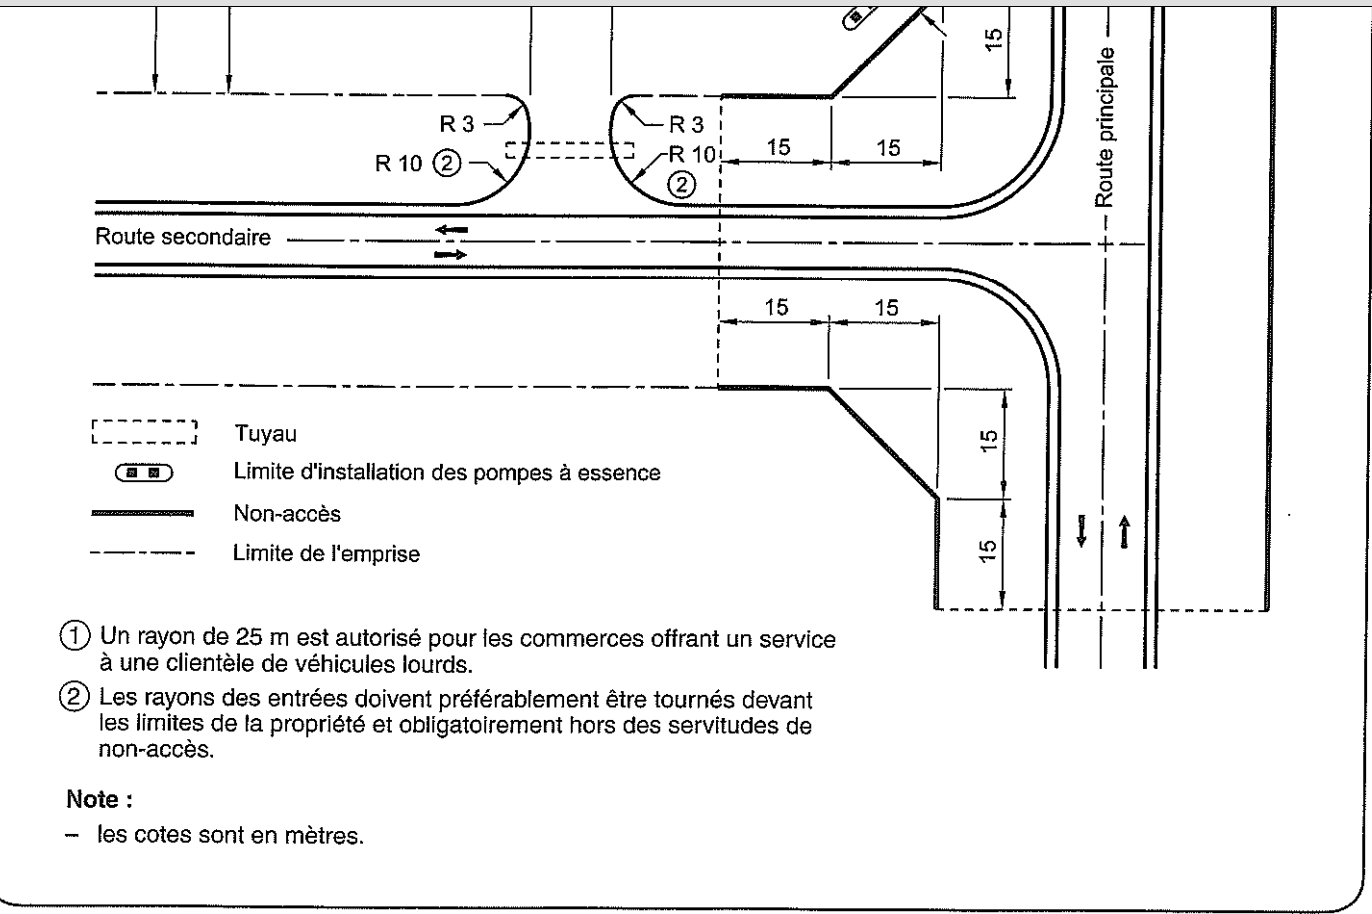 15
Route principale
R 3
R 3
15
15
R 10 ②
R 10
②
Route secondaire
15
15
15
15
Tuyau
Limite d'installation des pompes à essence
Non-accès
Limite de l'emprise
① Un rayon de 25 m est autorisé pour les commerces offrant un service
à une clientèle de véhicules lourds.
② Les rayons des entrées doivent préférablement être tournés devant
les limites de la propriété et obligatoirement hors des servitudes de
non-accès.
Note :
– les cotes sont en mètres.